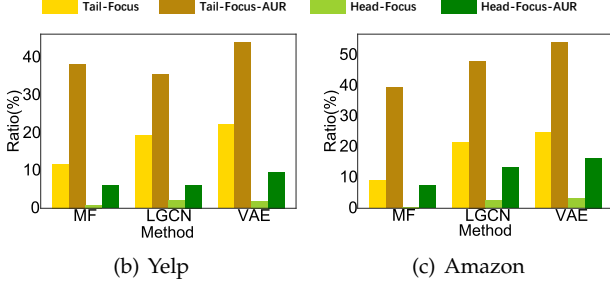 Tail-Focus Tail-Focus-AUR Head-Focus Head-Focus-AUR
Ratio(%)
40
30
20
10
0
MF LGCN VAE
Method
(b) Yelp
Ratio(%)
50
40
30
20
10
0
MF LGCN VAE
Method
(c) Amazon